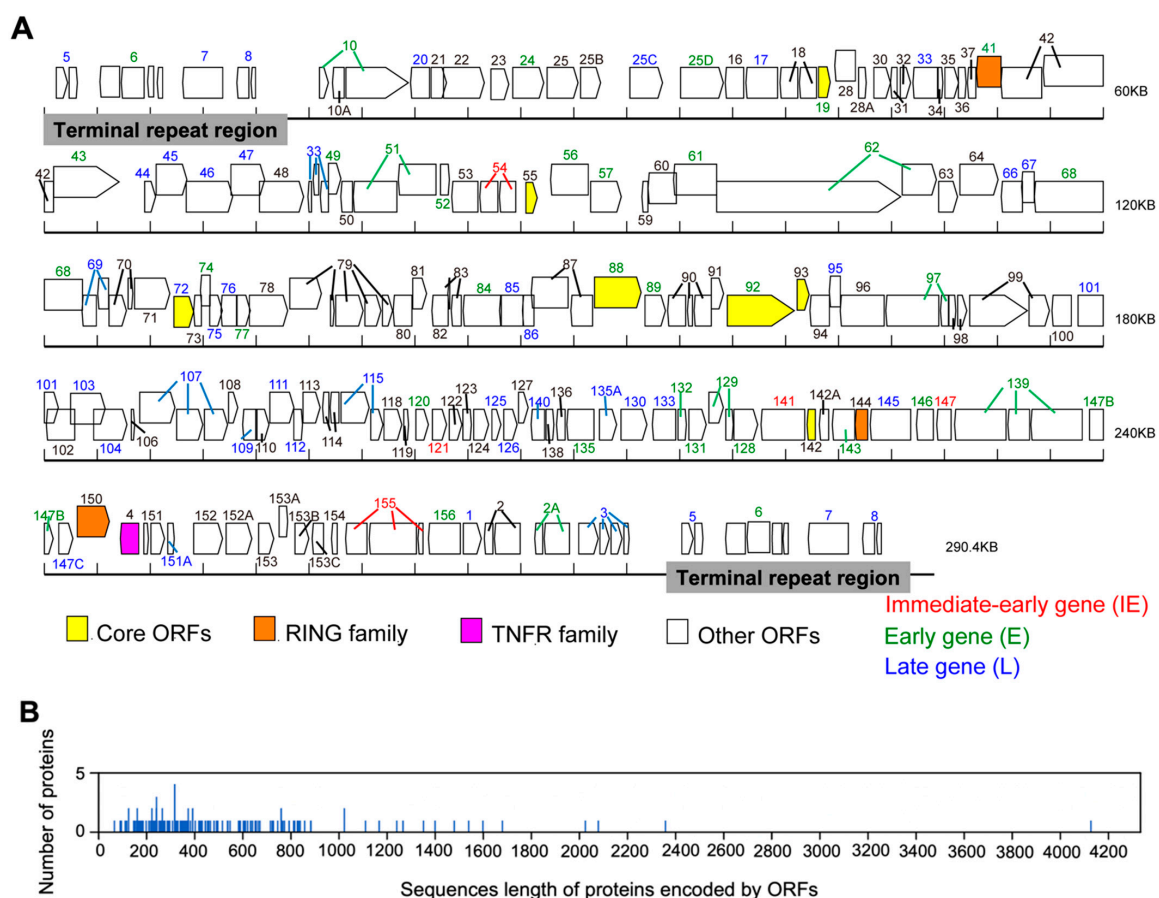 A
5 6 7 8 10 20 21 22 23 24 25 25B 25C 25D 16 17 18 28 30 32 33 35 37 41 42
10A 19 28A 31 34 36 60KB
Terminal repeat region
43 44 45 46 47 48 33 49 51 53 54 55 56 57 60 61 62 63 64 66 67 68
42 50 52 59 120KB
68 69 70 72 74 76 78 79 81 83 84 85 87 88 89 90 91 92 93 95 96 97 99 101
71 73 75 77 80 82 86 94 98 100 180KB
101 103 107 108 111 113 115 118 120 122 123 125 127 140 136 135A 130 133 132 129 141 142A 144 145 146 147 139 147B
102 104 106 109 110 112 114 119 121 124 126 138 135 131 128 142 143 240KB
147B 150 4 151 152 152A 153A 153B 154 155 156 1 2 2A 3 5 6 7 8
147C 151A 153 153C 290.4KB
Terminal repeat region
Core ORFs RING family TNFR family Other ORFs
Immediate-early gene (IE)
Early gene (E)
Late gene (L)
B
Number of proteins
5
0
0 200 400 600 800 1000 1200 1400 1600 1800 2000 2200 2400 2600 2800 3000 3200 3400 3600 3800 4000 4200
Sequences length of proteins encoded by ORFs